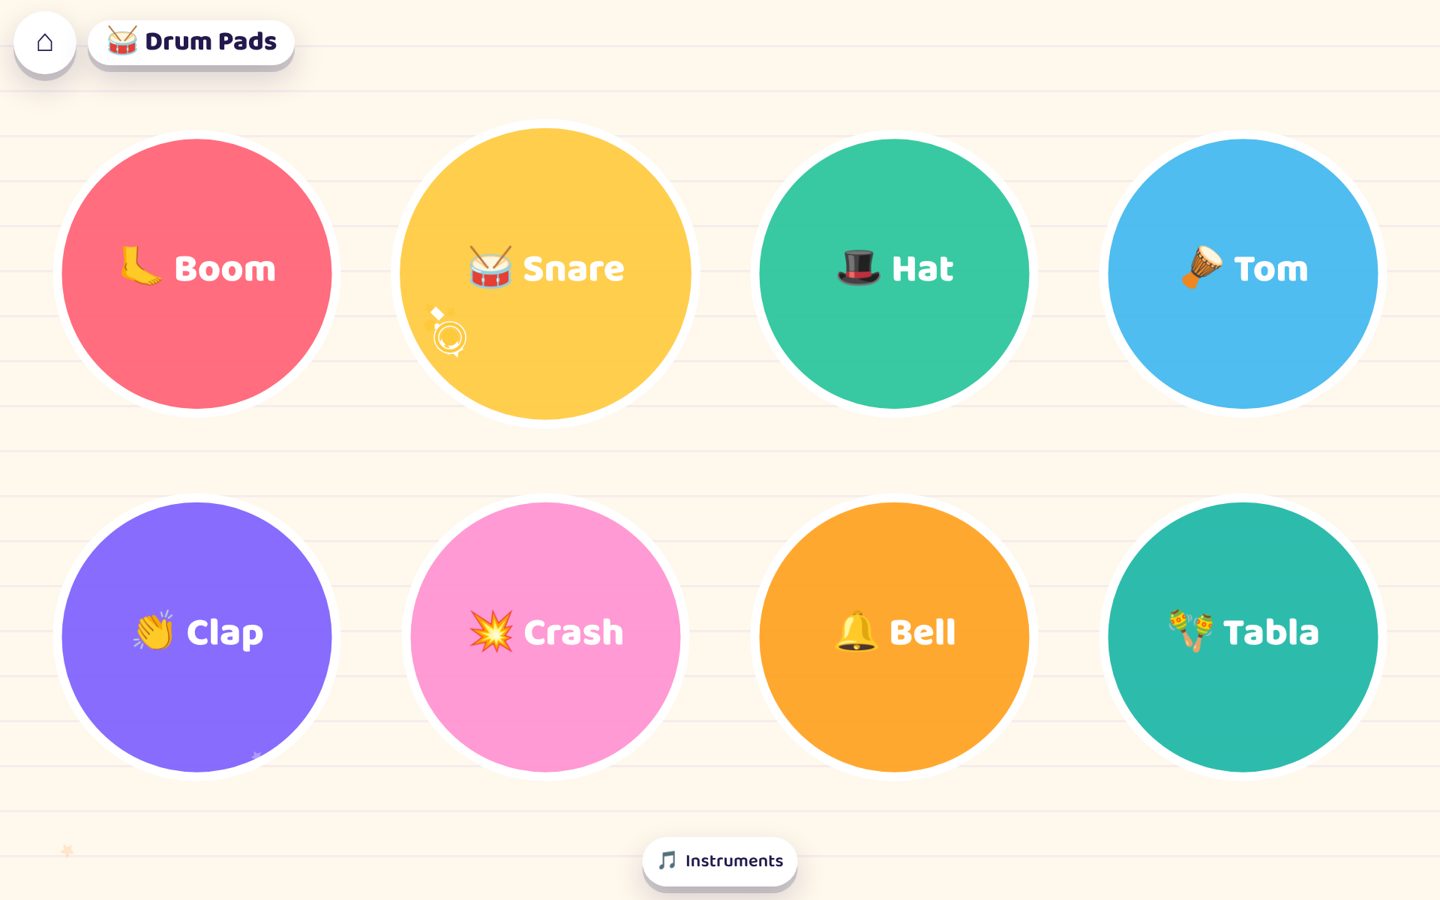 Drum Pads
Boom
Snare
Hat
Tom
Clap
Crash
Bell
Tabla
Instruments